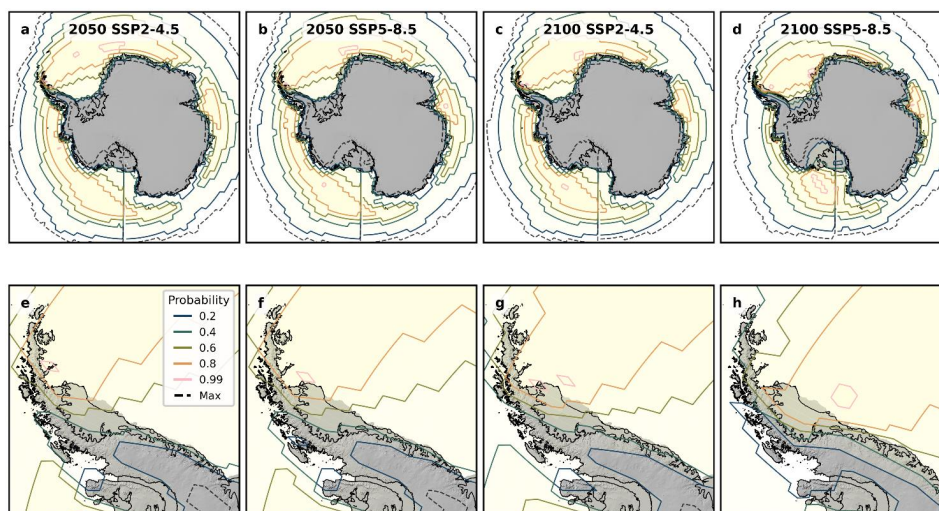 a 2050 SSP2-4.5
b 2050 SSP5-8.5
c 2100 SSP2-4.5
d 2100 SSP5-8.5
e
Probability
0.2
0.4
0.6
0.8
0.99
Max
f
g
h